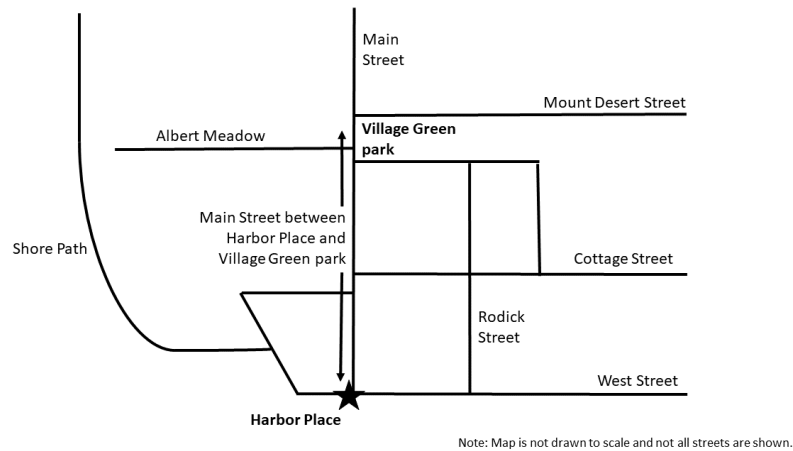 Main
Street
Mount Desert Street
Village Green
park
Albert Meadow
Main Street between
Harbor Place and
Village Green park
Shore Path
Cottage Street
Rodick
Street
West Street
Harbor Place
Note: Map is not drawn to scale and not all streets are shown.